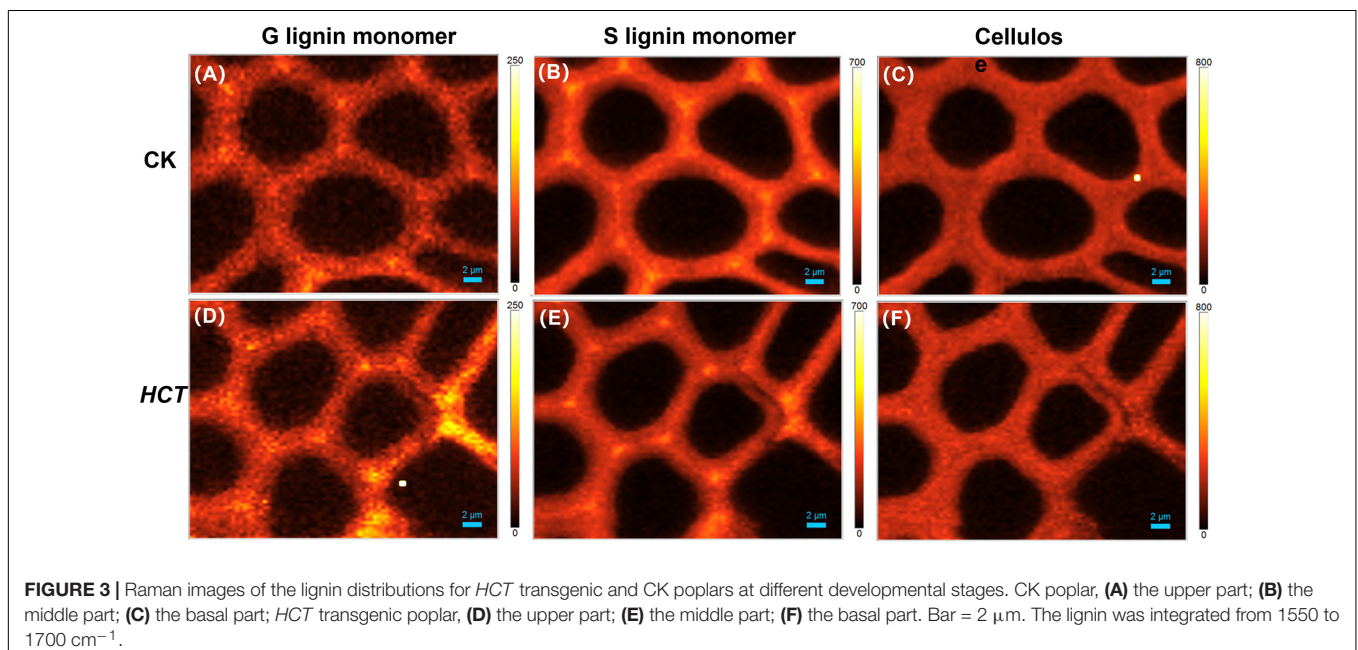 G lignin monomer S lignin monomer Cellulos
e
(A) 250 (B) 700 (C) 800
CK
2 μm 2 μm 2 μm
0 0 0
(D) 250 (E) 700 (F) 800
HCT
2 μm 2 μm 2 μm
0 0 0
FIGURE 3 | Raman images of the lignin distributions for HCT transgenic and CK poplars at different developmental stages. CK poplar, (A) the upper part; (B) the
middle part; (C) the basal part; HCT transgenic poplar, (D) the upper part; (E) the middle part; (F) the basal part. Bar = 2 μm. The lignin was integrated from 1550 to
1700 cm⁻¹.